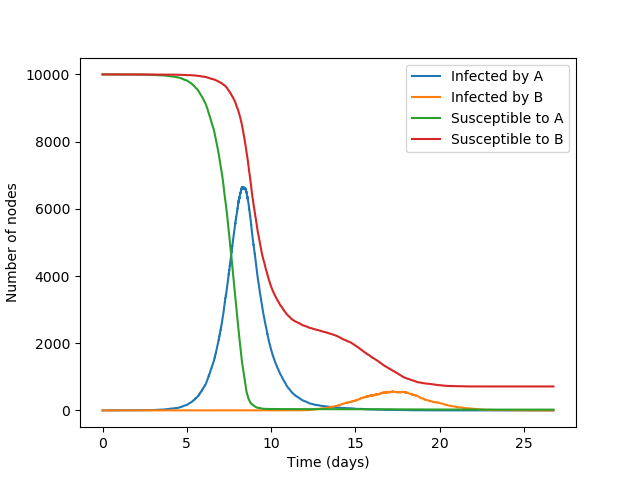 10000
8000
6000
4000
2000
0
Number of nodes
0 5 10 15 20 25
Time (days)
Infected by A
Infected by B
Susceptible to A
Susceptible to B